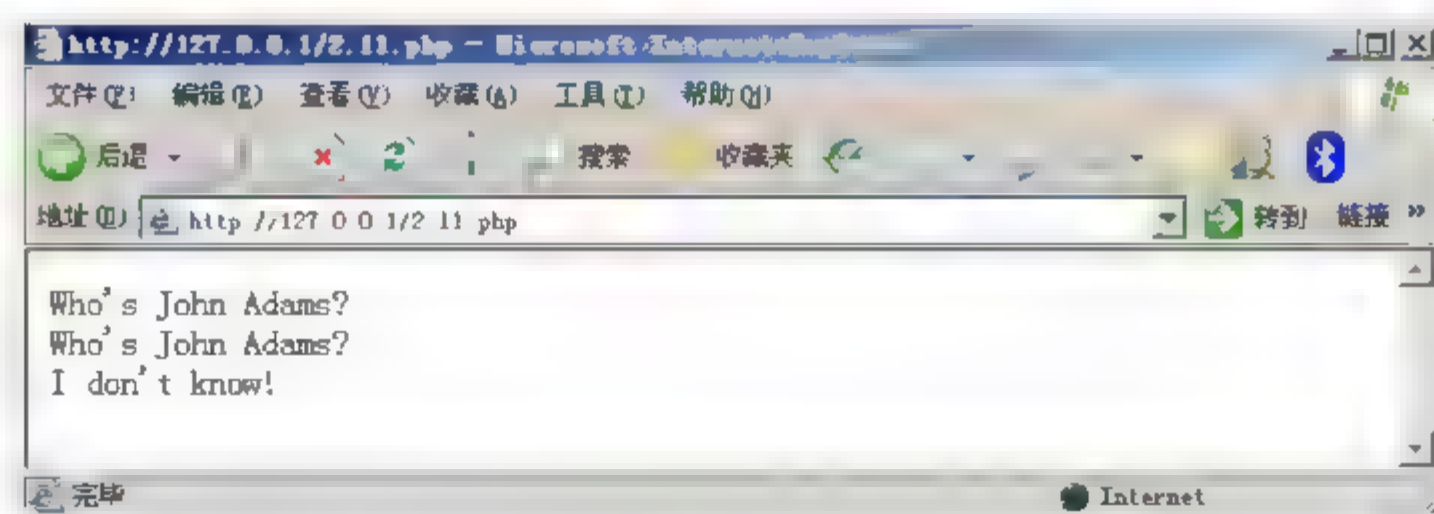 http://127.0.0.1/2.11.php - Microsoft Internet
文件(F) 编辑(E) 查看(V) 收藏(A) 工具(T) 帮助(H)
后退 搜索 收藏夹
地址(D) http //127 0 0 1/2 11 php 转到 链接 »
Who's John Adams?
Who's John Adams?
I don't know!
完毕 Internet